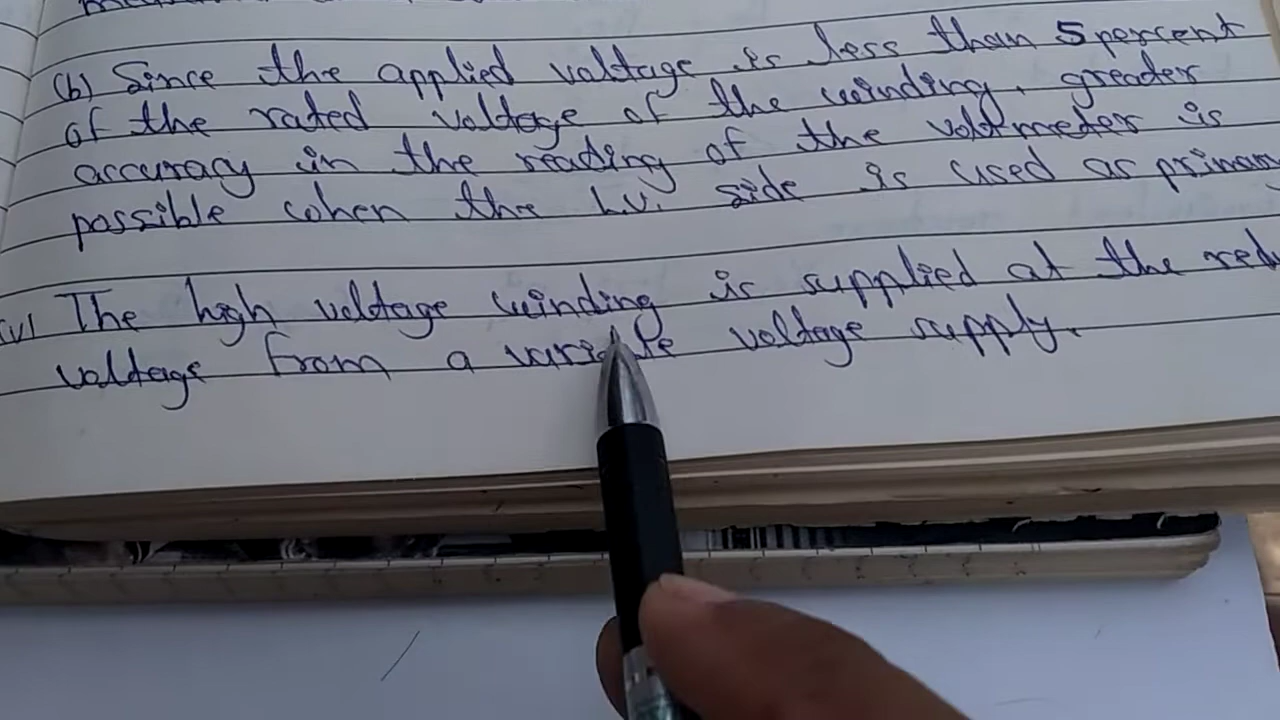 (b) Since the applied voltage is less than 5 percent
of the rated voltage of the winding, greater
accuracy in the reading of the voltmeter is
possible when the L.V. side is used as primary
(v) The high voltage winding is supplied at the
voltage from a variable voltage supply.